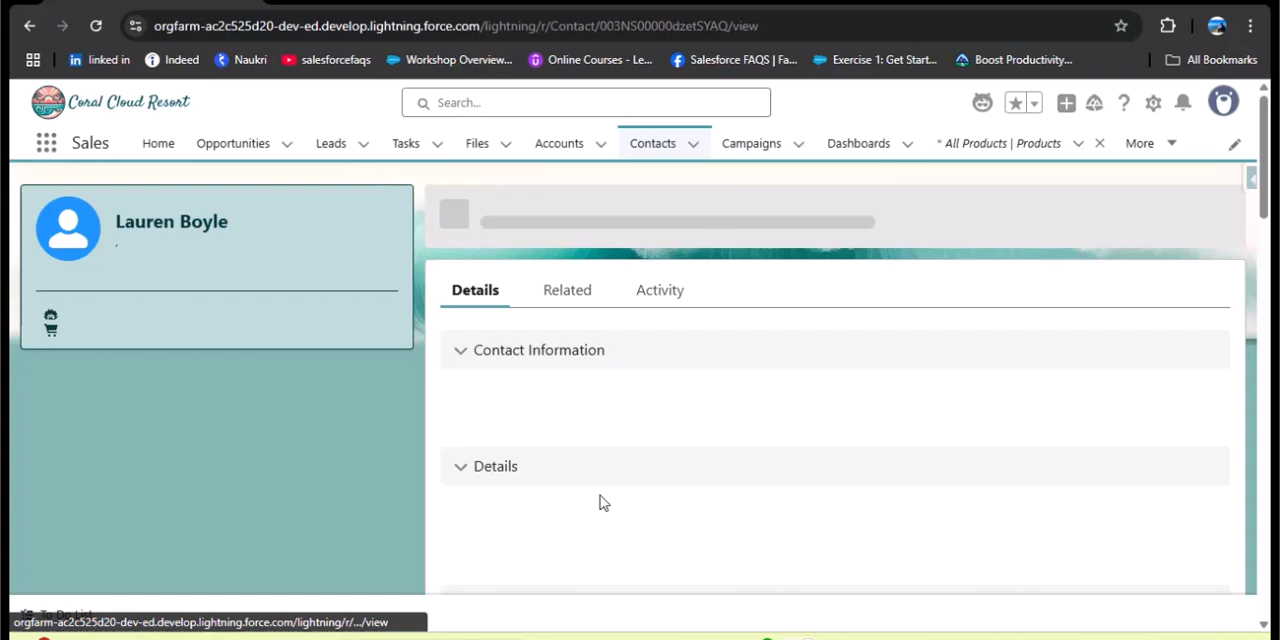 orgfarm-ac2c525d20-dev-ed.develop.lightning.force.com/lightning/r/Contact/003NS00000dzetSYAQ/view
linked in Indeed Naukri salesforcefaqs Workshop Overview... Online Courses - Le... Salesforce FAQS | Fa... Exercise 1: Get Start... Boost Productivity... All Bookmarks
Coral Cloud Resort Search...
Sales Home Opportunities Leads Tasks Files Accounts Contacts Campaigns Dashboards * All Products | Products More
Lauren Boyle
,
Details Related Activity
Contact Information
Details
To Do List
orgfarm-ac2c525d20-dev-ed.develop.lightning.force.com/lightning/r/.../view